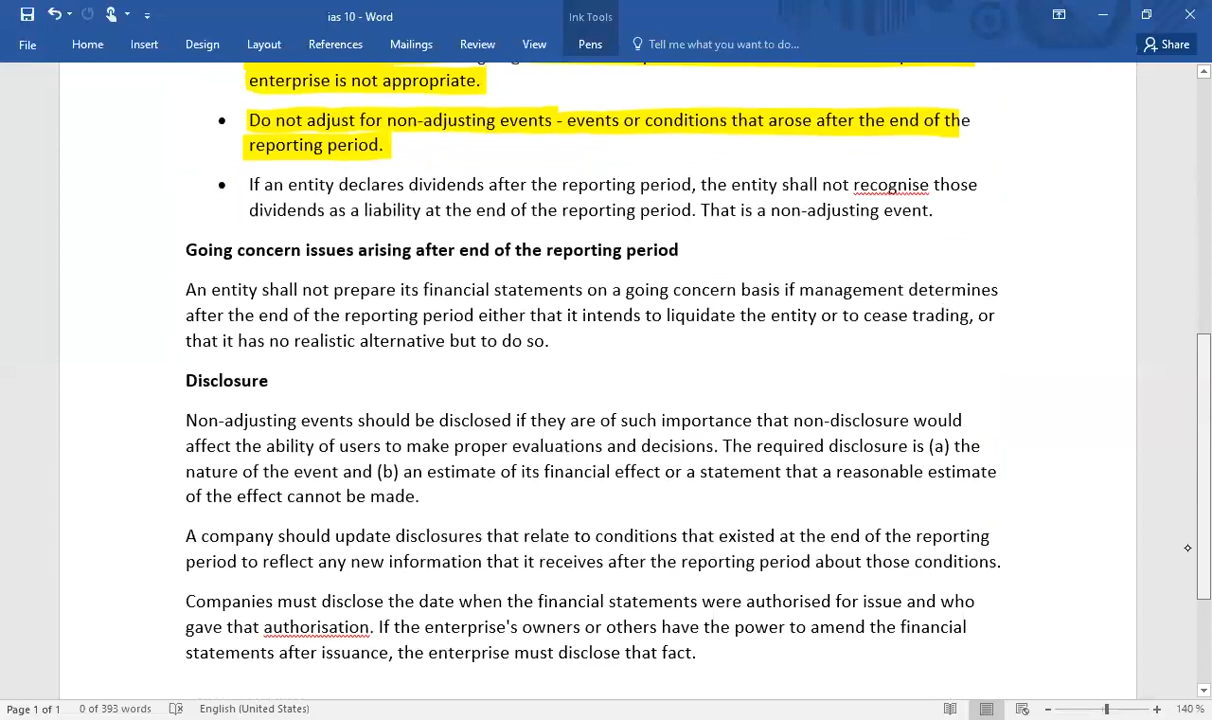 ias 10 - Word
Ink Tools
File Home Insert Design Layout References Mailings Review View Pens Tell me what you want to do... Share
enterprise is not appropriate.
• Do not adjust for non-adjusting events - events or conditions that arose after the end of the
reporting period.
• If an entity declares dividends after the reporting period, the entity shall not recognise those
dividends as a liability at the end of the reporting period. That is a non-adjusting event.
Going concern issues arising after end of the reporting period
An entity shall not prepare its financial statements on a going concern basis if management determines
after the end of the reporting period either that it intends to liquidate the entity or to cease trading, or
that it has no realistic alternative but to do so.
Disclosure
Non-adjusting events should be disclosed if they are of such importance that non-disclosure would
affect the ability of users to make proper evaluations and decisions. The required disclosure is (a) the
nature of the event and (b) an estimate of its financial effect or a statement that a reasonable estimate
of the effect cannot be made.
A company should update disclosures that relate to conditions that existed at the end of the reporting
period to reflect any new information that it receives after the reporting period about those conditions.
Companies must disclose the date when the financial statements were authorised for issue and who
gave that authorisation. If the enterprise's owners or others have the power to amend the financial
statements after issuance, the enterprise must disclose that fact.
Page 1 of 1 0 of 393 words English (United States) 140 %